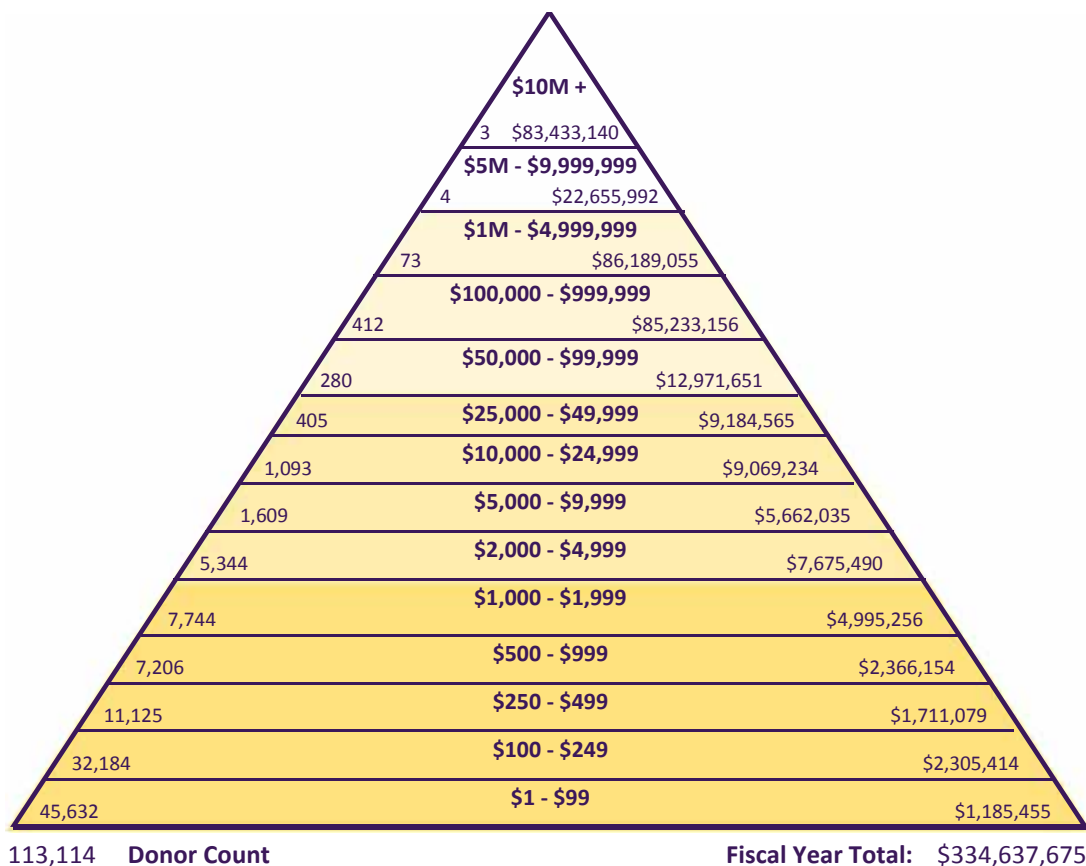 $10M +
3 $83,433,140
$5M - $9,999,999
4 $22,655,992
$1M - $4,999,999
73 $86,189,055
$100,000 - $999,999
412 $85,233,156
$50,000 - $99,999
280 $12,971,651
$25,000 - $49,999
405 $9,184,565
$10,000 - $24,999
1,093 $9,069,234
$5,000 - $9,999
1,609 $5,662,035
$2,000 - $4,999
5,344 $7,675,490
$1,000 - $1,999
7,744 $4,995,256
$500 - $999
7,206 $2,366,154
$250 - $499
11,125 $1,711,079
$100 - $249
32,184 $2,305,414
$1 - $99
45,632 $1,185,455
113,114 Donor Count Fiscal Year Total: $334,637,675